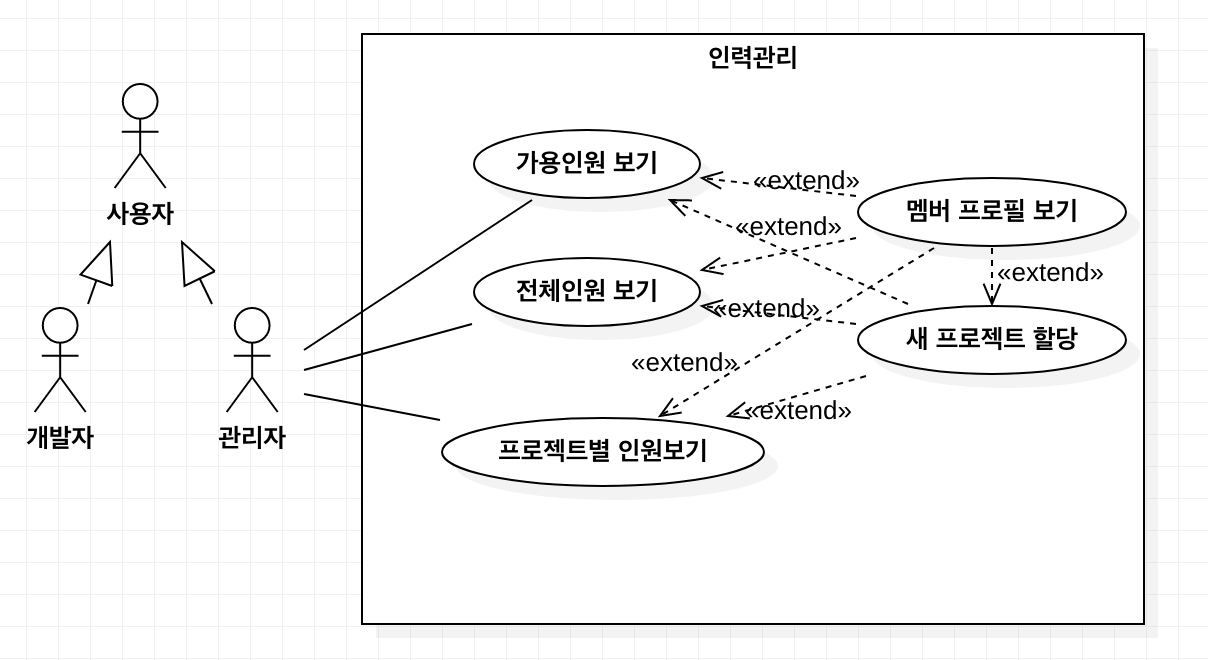 인력관리
사용자
개발자
관리자
가용인원 보기
전체인원 보기
프로젝트별 인원보기
멤버 프로필 보기
새 프로젝트 할당
«extend»
«extend»
«extend»
«extend»
«extend»
«extend»
«extend»